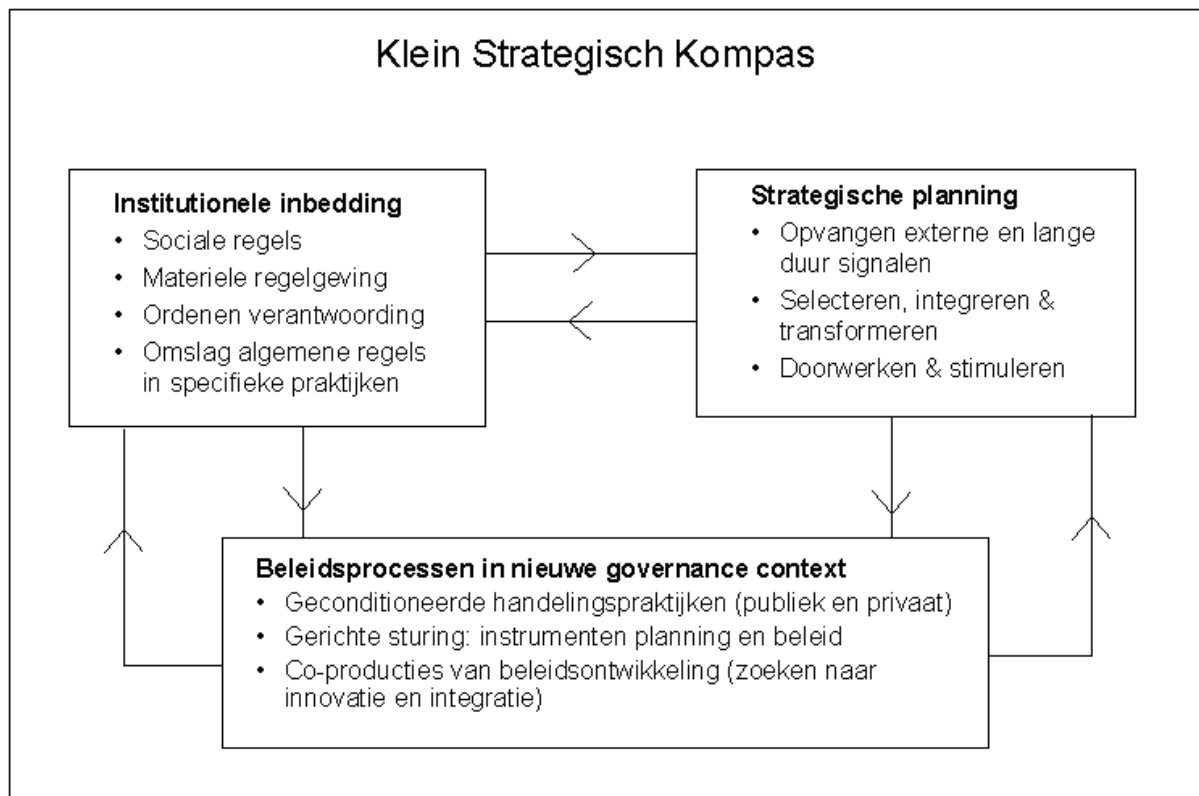 Klein Strategisch Kompas
Institutionele inbedding
• Sociale regels
• Materiele regelgeving
• Ordenen verantwoording
• Omslag algemene regels
in specifieke praktijken
Strategische planning
• Opvangen externe en lange
duur signalen
• Selecteren, integreren &
transformeren
• Doorwerken & stimuleren
Beleidsprocessen in nieuwe governance context
• Geconditioneerde handelingspraktijken (publiek en privaat)
• Gerichte sturing: instrumenten planning en beleid
• Co-producties van beleidsontwikkeling (zoeken naar
innovatie en integratie)